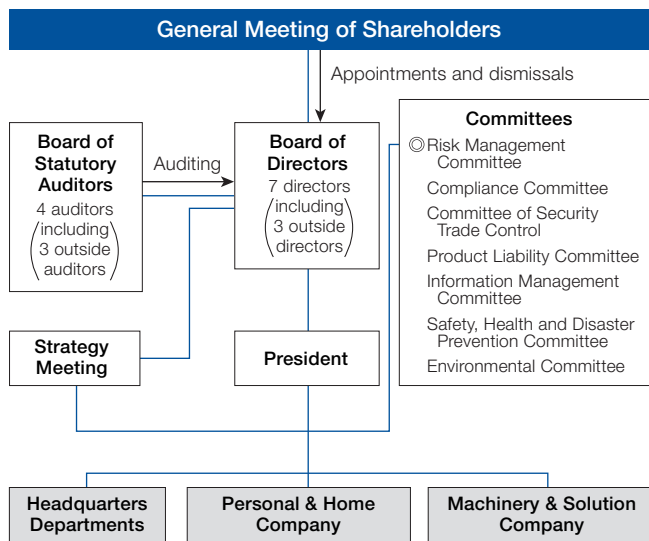 General Meeting of Shareholders
Appointments and dismissals
Board of
Statutory
Auditors
4 auditors
(including
3 outside
auditors)
Auditing
Board of
Directors
7 directors
(including
3 outside
directors)
Committees
◎Risk Management
Committee
Compliance Committee
Committee of Security
Trade Control
Product Liability Committee
Information Management
Committee
Safety, Health and Disaster
Prevention Committee
Environmental Committee
Strategy
Meeting
President
Headquarters
Departments
Personal & Home
Company
Machinery & Solution
Company